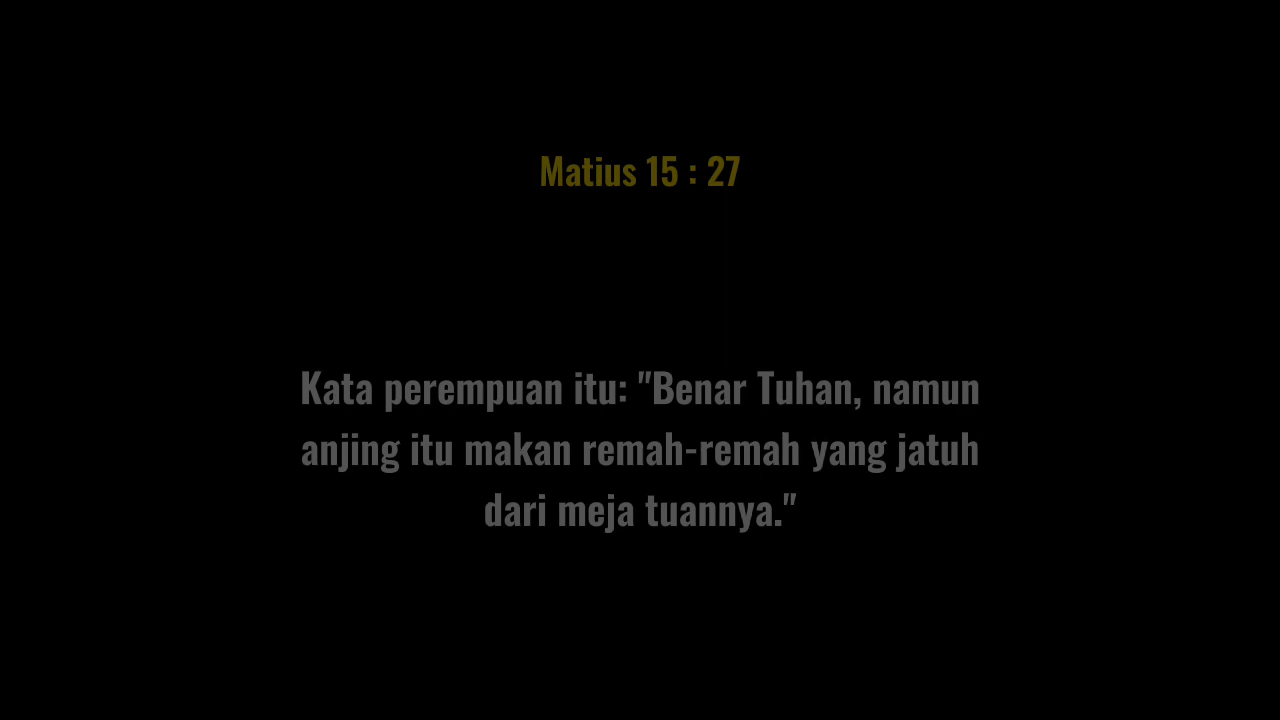 Matius 15 : 27
Kata perempuan itu: "Benar Tuhan, namun
anjing itu makan remah-remah yang jatuh
dari meja tuannya."